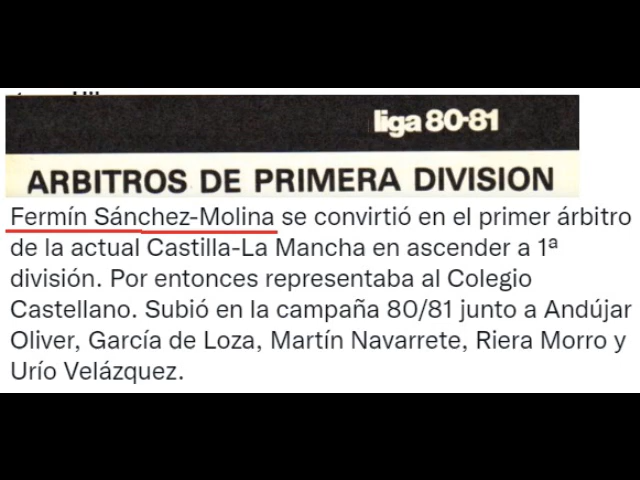 liga 80-81
ARBITROS DE PRIMERA DIVISION
Fermín Sánchez-Molina se convirtió en el primer árbitro
de la actual Castilla-La Mancha en ascender a 1ª
división. Por entonces representaba al Colegio
Castellano. Subió en la campaña 80/81 junto a Andújar
Oliver, García de Loza, Martín Navarrete, Riera Morro y
Urío Velázquez.